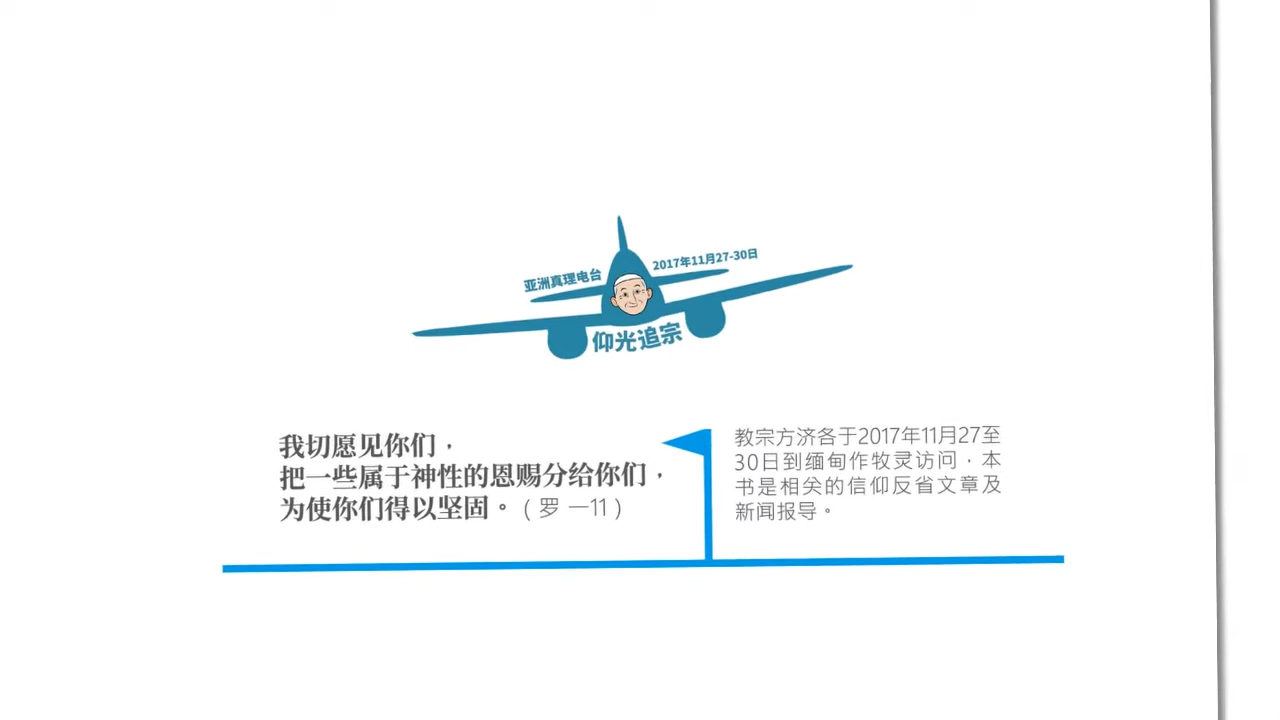 亚洲真理电台
2017年11月27-30日
仰光追宗
我切愿见你们，
把一些属于神性的恩赐分给你们，
为使你们得以坚固。（罗 一11）
教宗方济各于2017年11月27至
30日到缅甸作牧灵访问，本
书是相关的信仰反省文章及
新闻报导。